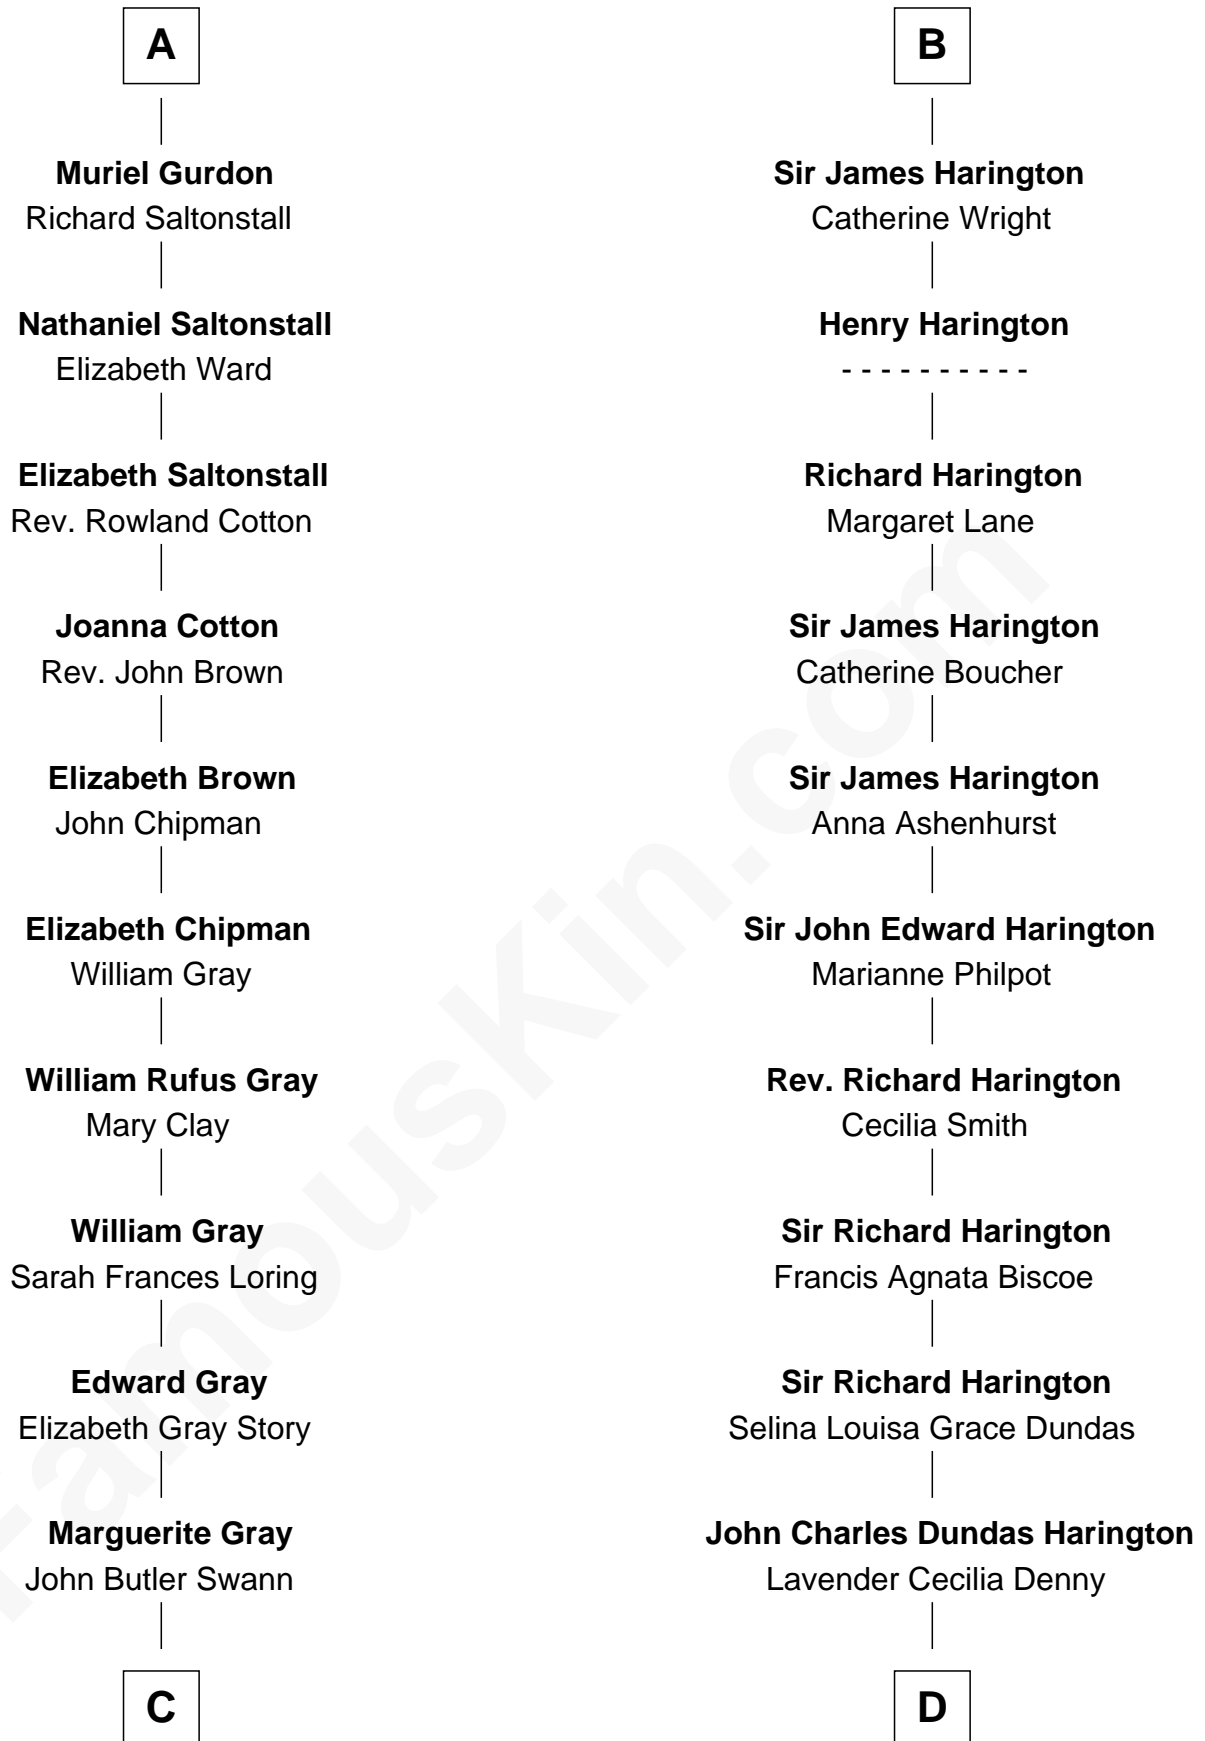 A
Muriel Gurdon
Richard Saltonstall
Nathaniel Saltonstall
Elizabeth Ward
Elizabeth Saltonstall
Rev. Rowland Cotton
Joanna Cotton
Rev. John Brown
Elizabeth Brown
John Chipman
Elizabeth Chipman
William Gray
William Rufus Gray
Mary Clay
William Gray
Sarah Frances Loring
Edward Gray
Elizabeth Gray Story
Marguerite Gray
John Butler Swann
C
B
Sir James Harington
Catherine Wright
Henry Harington
- - - - - - - - - -
Richard Harington
Margaret Lane
Sir James Harington
Catherine Boucher
Sir James Harington
Anna Ashenhurst
Sir John Edward Harington
Marianne Philpot
Rev. Richard Harington
Cecilia Smith
Sir Richard Harington
Francis Agnata Biscoe
Sir Richard Harington
Selina Louisa Grace Dundas
John Charles Dundas Harington
Lavender Cecilia Denny
D
FamousKin.com